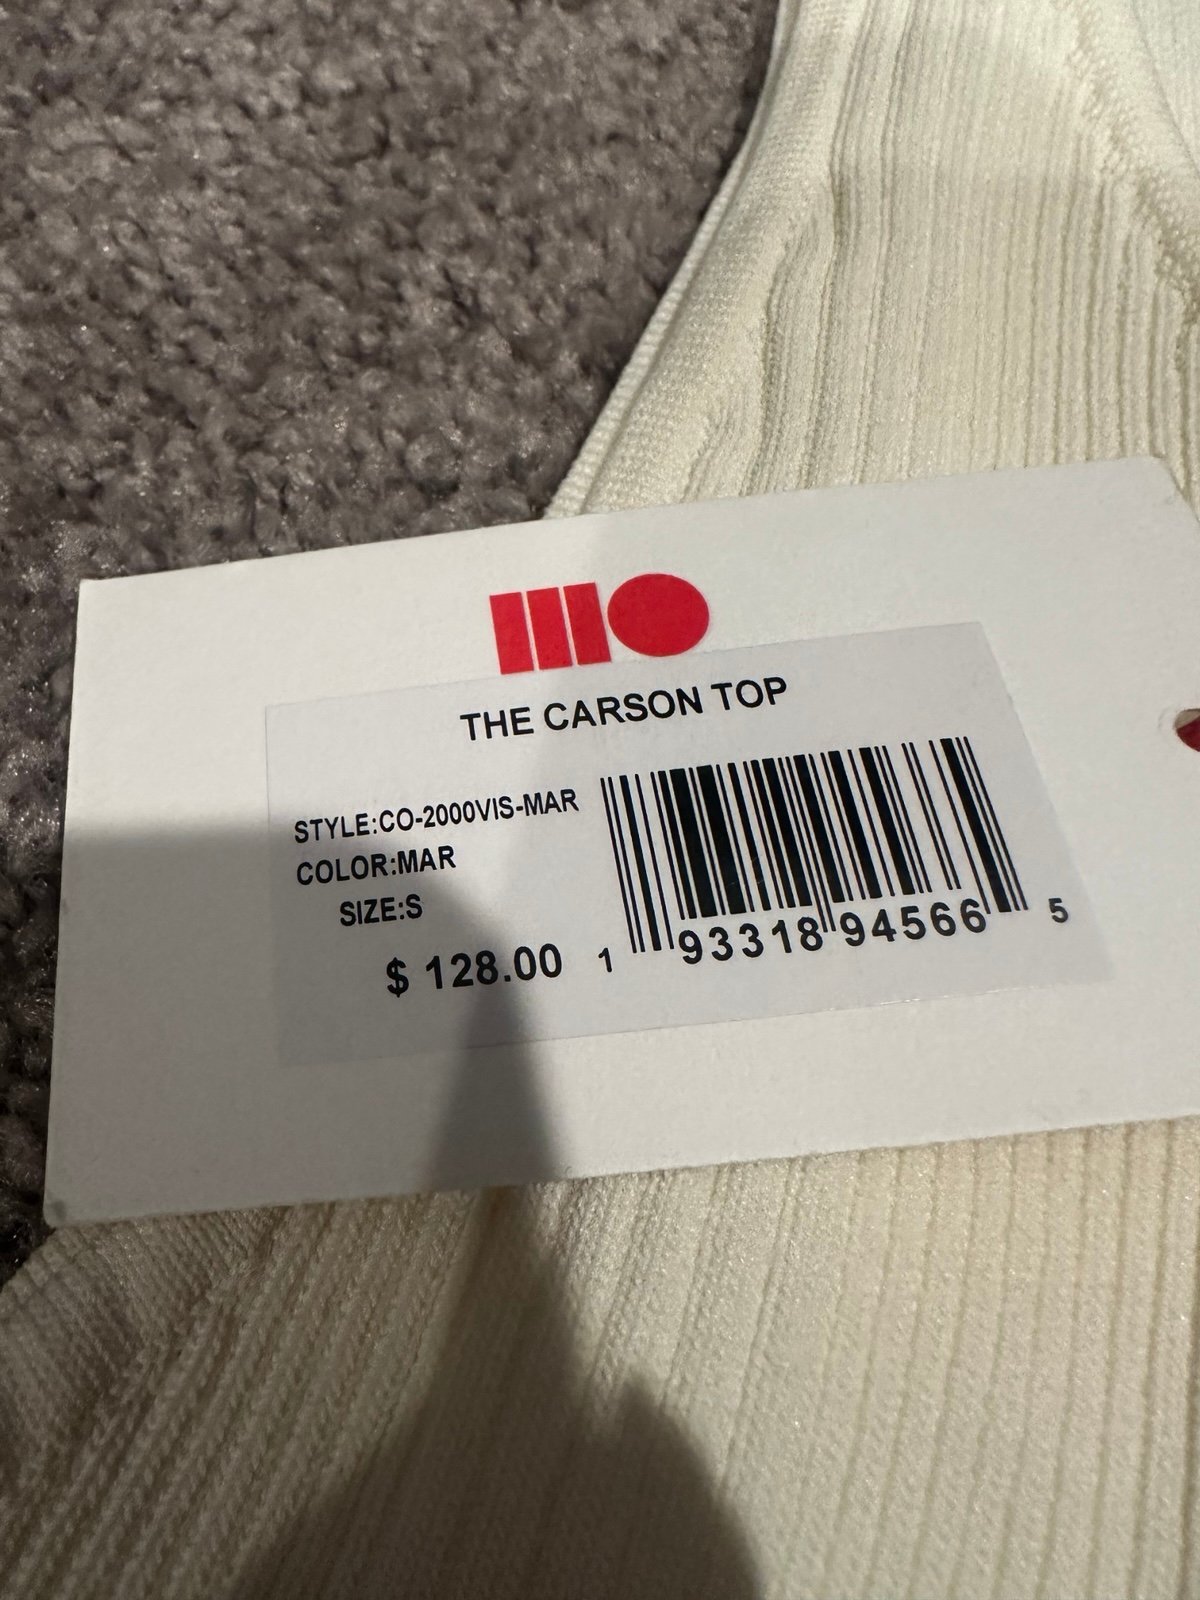 THE CARSON TOP
STYLE:CO-2000VIS-MAR
COLOR:MAR
SIZE:S
$ 128.00
1 93318 94566 5